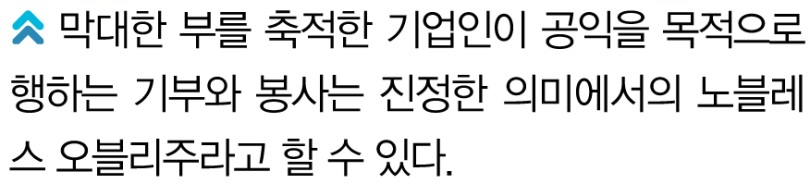 막대한 부를 축적한 기업인이 공익을 목적으로
행하는 기부와 봉사는 진정한 의미에서의 노블레
스 오블리주라고 할 수 있다.